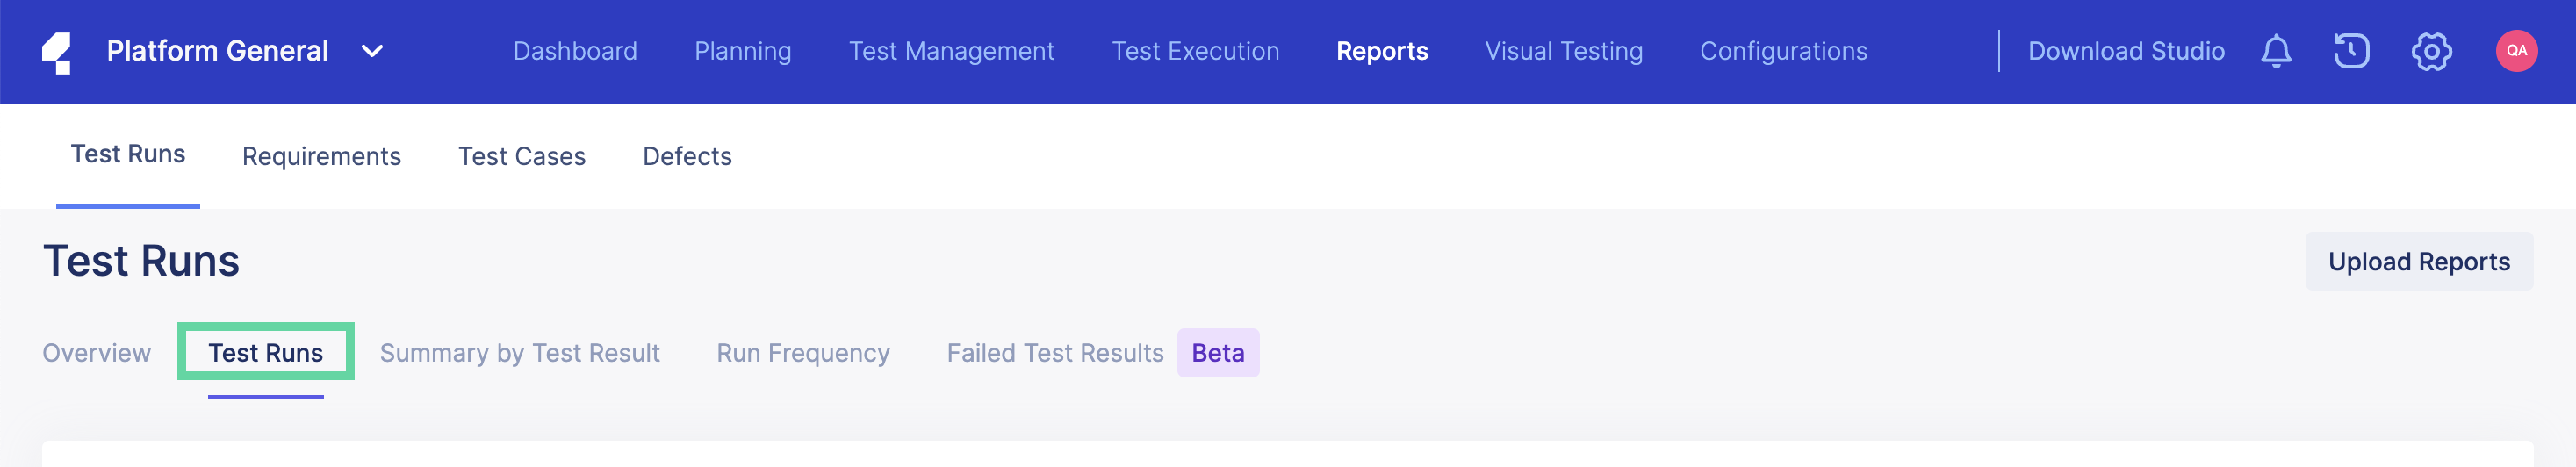 Platform General Dashboard Planning Test Management Test Execution Reports Visual Testing Configurations Download Studio QA
Test Runs Requirements Test Cases Defects
Test Runs Upload Reports
Overview Test Runs Summary by Test Result Run Frequency Failed Test Results Beta